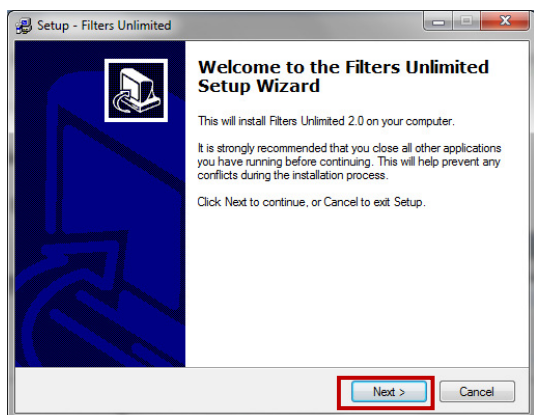 Setup - Filters Unlimited
Welcome to the Filters Unlimited
Setup Wizard
This will install Filters Unlimited 2.0 on your computer.
It is strongly recommended that you close all other applications
you have running before continuing. This will help prevent any
conflicts during the installation process.
Click Next to continue, or Cancel to exit Setup.
Next >
Cancel